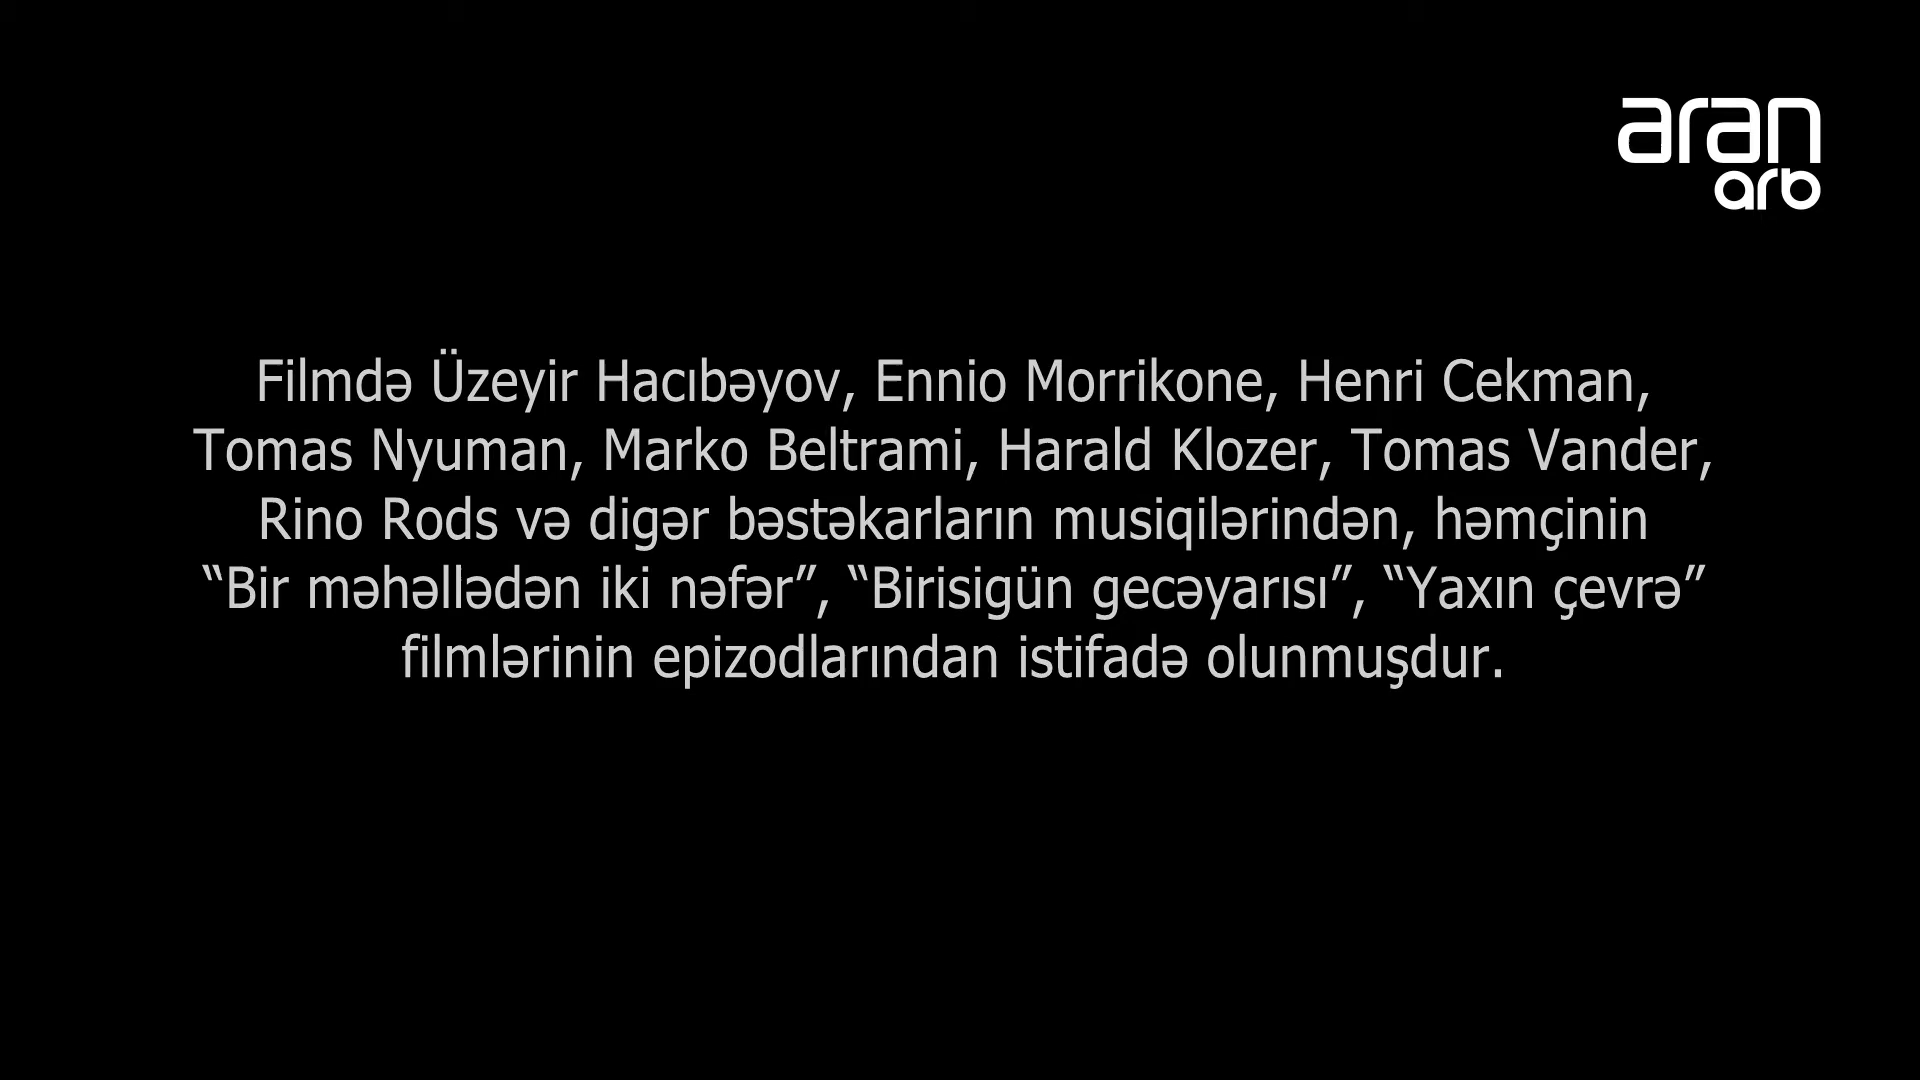 aran
arb
Filmdə Üzeyir Hacıbəyov, Ennio Morrikone, Henri Cekman,
Tomas Nyuman, Marko Beltrami, Harald Klozer, Tomas Vander,
Rino Rods və digər bəstəkarların musiqilərindən, həmçinin
“Bir məhəllədən iki nəfər”, “Birisigün gecəyarısı”, “Yaxın çevrə”
filmlərinin epizodlarından istifadə olunmuşdur.